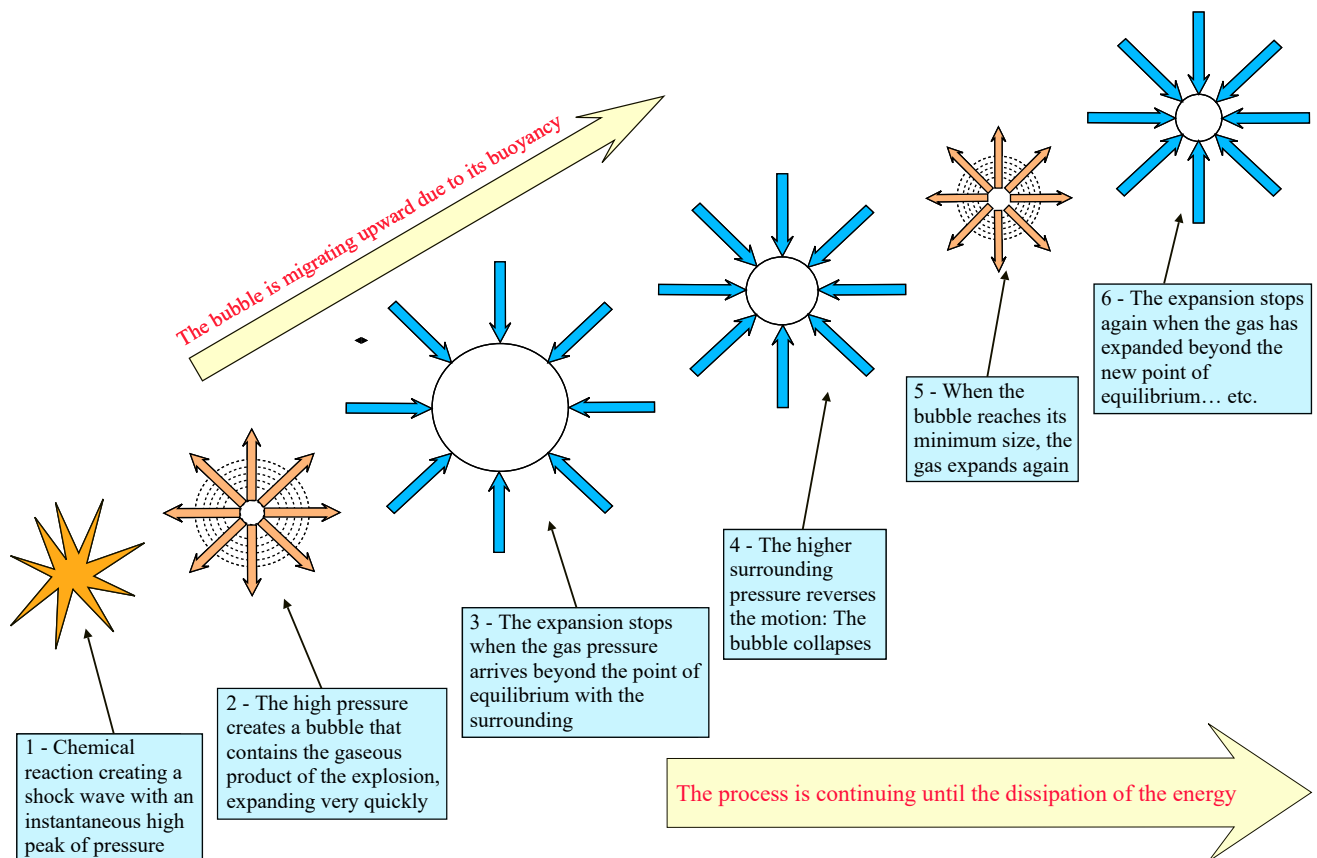 The bubble is migrating upward due to its buoyancy
1 - Chemical
reaction creating a
shock wave with an
instantaneous high
peak of pressure
2 - The high pressure
creates a bubble that
contains the gaseous
product of the explosion,
expanding very quickly
3 - The expansion stops
when the gas pressure
arrives beyond the point of
equilibrium with the
surrounding
4 - The higher
surrounding
pressure reverses
the motion: The
bubble collapses
5 - When the
bubble reaches its
minimum size, the
gas expands again
6 - The expansion stops
again when the gas has
expanded beyond the
new point of
equilibrium… etc.
The process is continuing until the dissipation of the energy